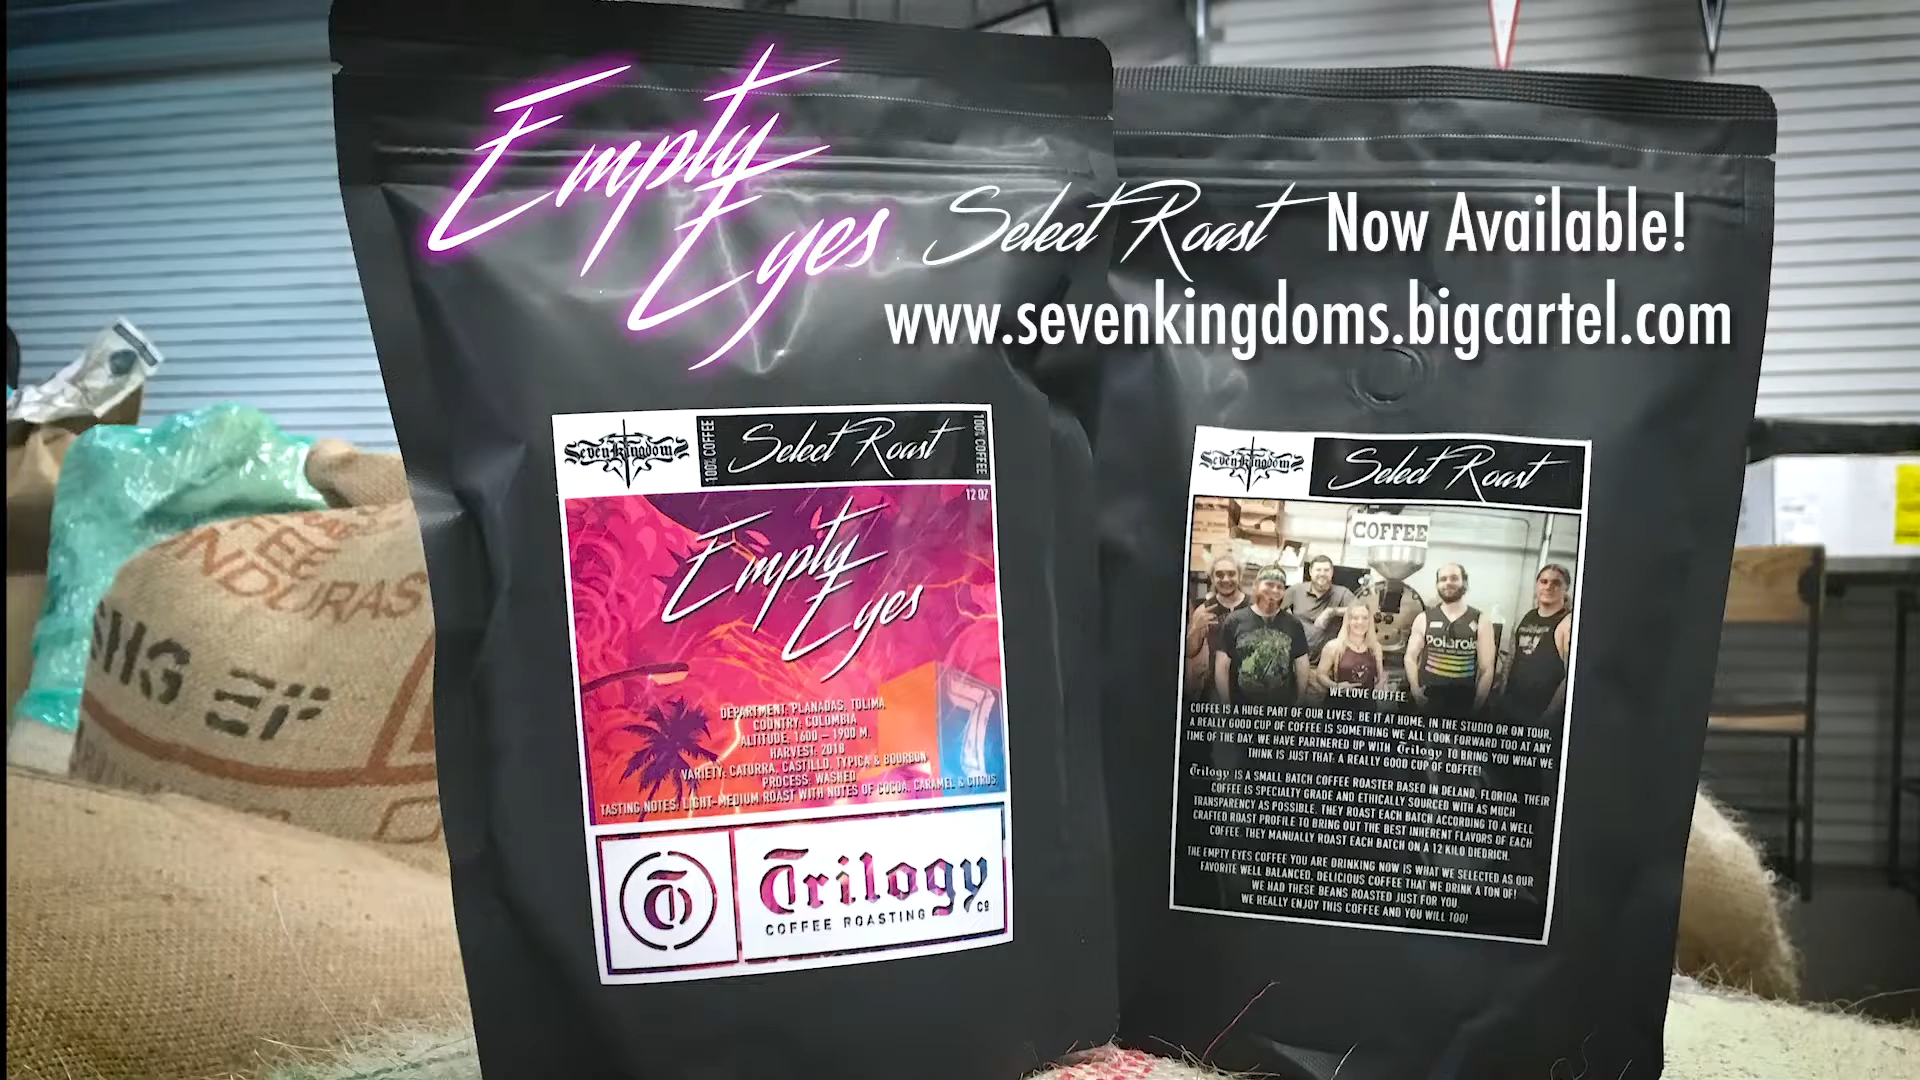 Empty
Eyes
Select Roast Now Available!
www.sevenkingdoms.bigcartel.com
SevenKingdoms
100% COFFEE
Select Roast
100% COFFEE
12 OZ
Empty
Eyes
DEPARTMENT: PLANADAS, TOLIMA
COUNTRY: COLOMBIA
ALTITUDE: 1600 – 1900 M.
HARVEST: 2018
VARIETY: CATURRA, CASTILLO, TYPICA & BOURBON
PROCESS: WASHED
TASTING NOTES: LIGHT-MEDIUM ROAST WITH NOTES OF COCOA, CARAMEL & CITRUS
7
Trilogy
COFFEE ROASTING Co
SevenKingdoms
Select Roast
COFFEE
Polaroid
WE LOVE COFFEE.
COFFEE IS A HUGE PART OF OUR LIVES. BE IT AT HOME, IN THE STUDIO OR ON TOUR,
A REALLY GOOD CUP OF COFFEE IS SOMETHING WE ALL LOOK FORWARD TOO AT ANY
TIME OF THE DAY. WE HAVE PARTNERED UP WITH Trilogy TO BRING YOU WHAT WE
THINK IS JUST THAT: A REALLY GOOD CUP OF COFFEE!
Trilogy IS A SMALL BATCH COFFEE ROASTER BASED IN DELAND, FLORIDA. THEIR
COFFEE IS SPECIALTY GRADE AND ETHICALLY SOURCED WITH AS MUCH
TRANSPARENCY AS POSSIBLE. THEY ROAST EACH BATCH ACCORDING TO A WELL
CRAFTED ROAST PROFILE TO BRING OUT THE BEST INHERENT FLAVORS OF EACH
COFFEE. THEY MANUALLY ROAST EACH BATCH ON A 12 KILO DIEDRICH.
THE EMPTY EYES COFFEE YOU ARE DRINKING NOW IS WHAT WE SELECTED AS OUR
FAVORITE WELL BALANCED, DELICIOUS COFFEE THAT WE DRINK A TON OF!
WE HAD THESE BEANS ROASTED JUST FOR YOU.
WE REALLY ENJOY THIS COFFEE AND YOU WILL TOO!
NDURAS
SHG EP